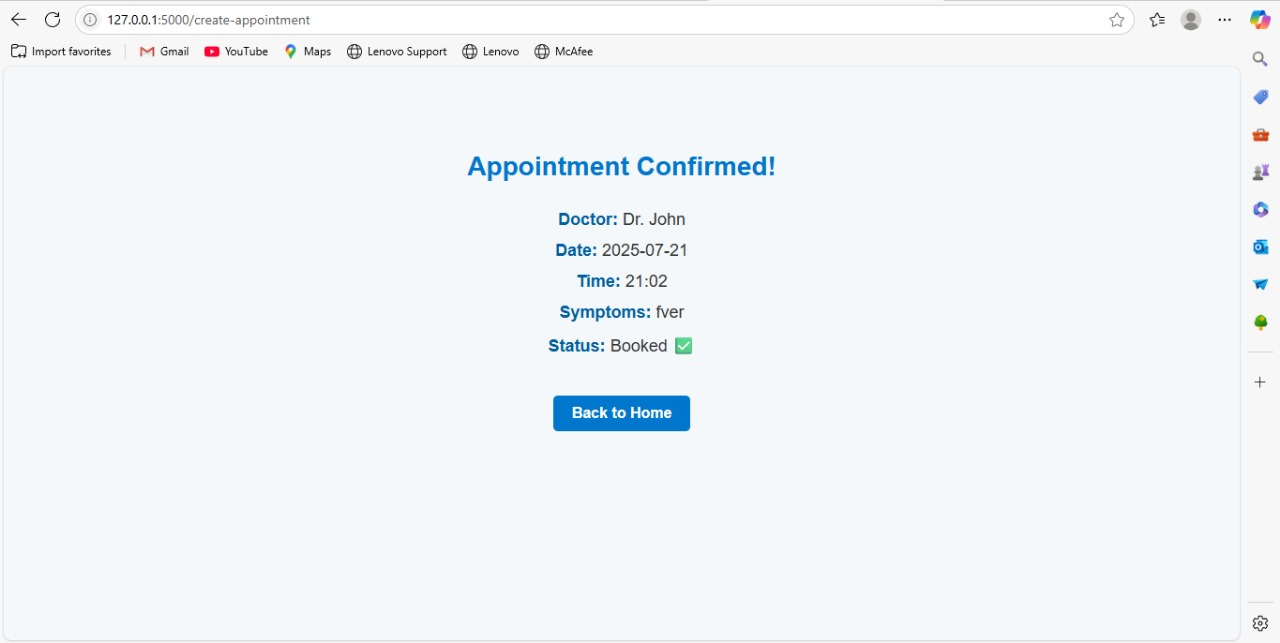 127.0.0.1:5000/create-appointment
Import favorites Gmail YouTube Maps Lenovo Support Lenovo McAfee
Appointment Confirmed!
Doctor: Dr. John
Date: 2025-07-21
Time: 21:02
Symptoms: fver
Status: Booked ✅
Back to Home